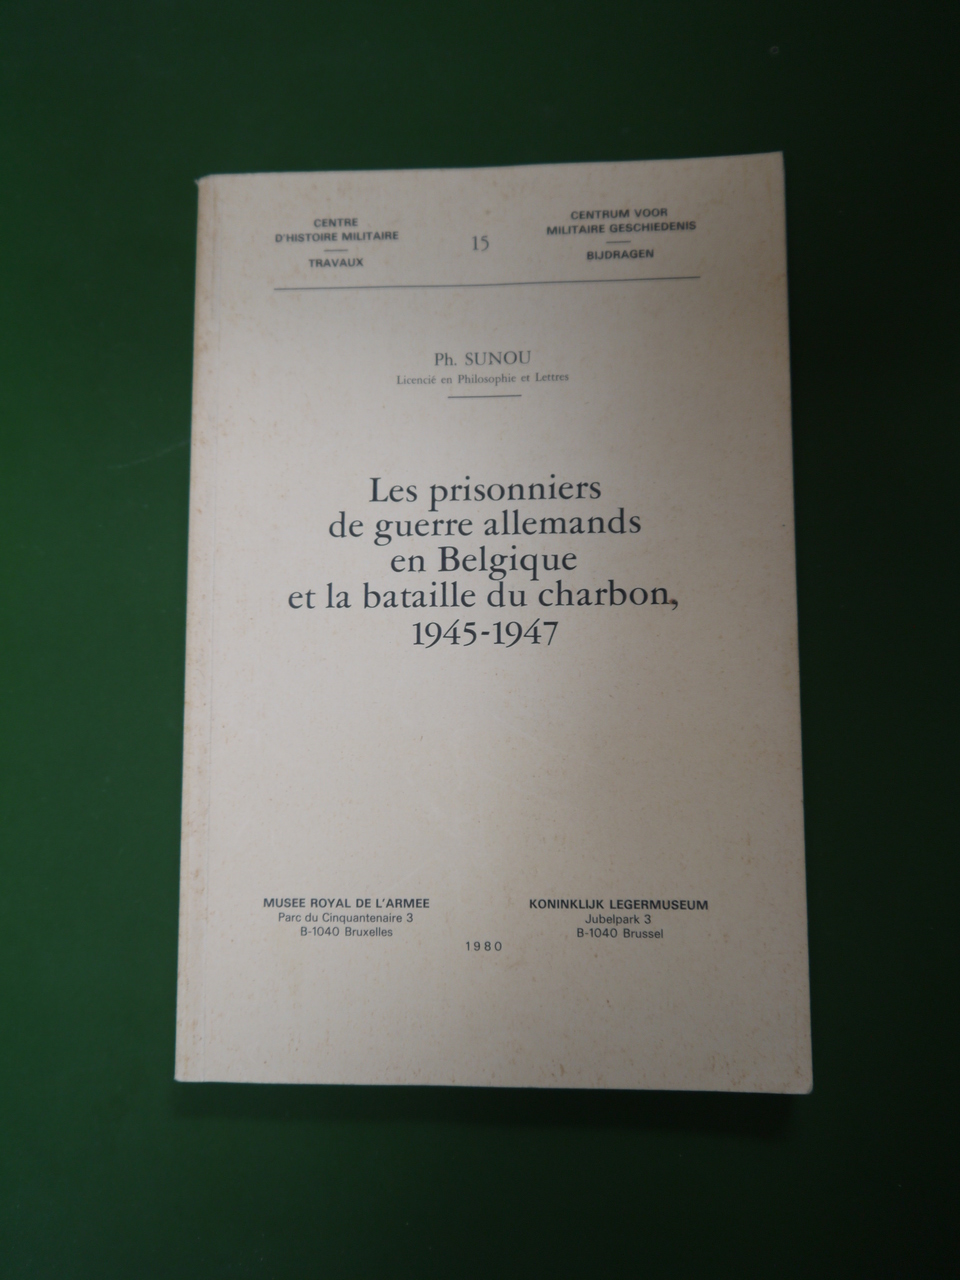 CENTRE
D'HISTOIRE MILITAIRE
TRAVAUX
15
CENTRUM VOOR
MILITAIRE GESCHIEDENIS
BIJDRAGEN
Ph. SUNOU
Licencié en Philosophie et Lettres
Les prisonniers
de guerre allemands
en Belgique
et la bataille du charbon,
1945-1947
MUSEE ROYAL DE L'ARMEE
Parc du Cinquantenaire 3
B-1040 Bruxelles
KONINKLIJK LEGERMUSEUM
Jubelpark 3
B-1040 Brussel
1980